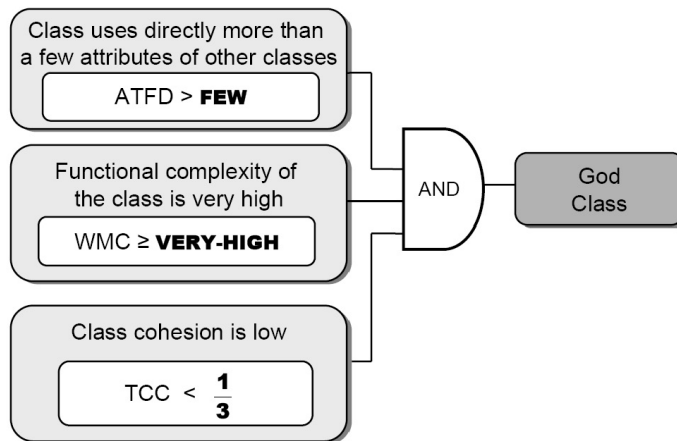 Class uses directly more than
a few attributes of other classes
ATFD > FEW
Functional complexity of
the class is very high
WMC ≥ VERY-HIGH
Class cohesion is low
TCC < 1
3
AND
God
Class